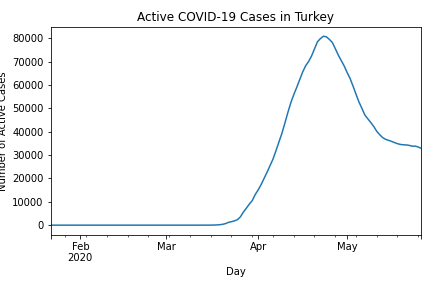 Active COVID-19 Cases in Turkey
Number of Active Cases
80000
70000
60000
50000
40000
30000
20000
10000
0
Feb
2020
Mar
Apr
May
Day